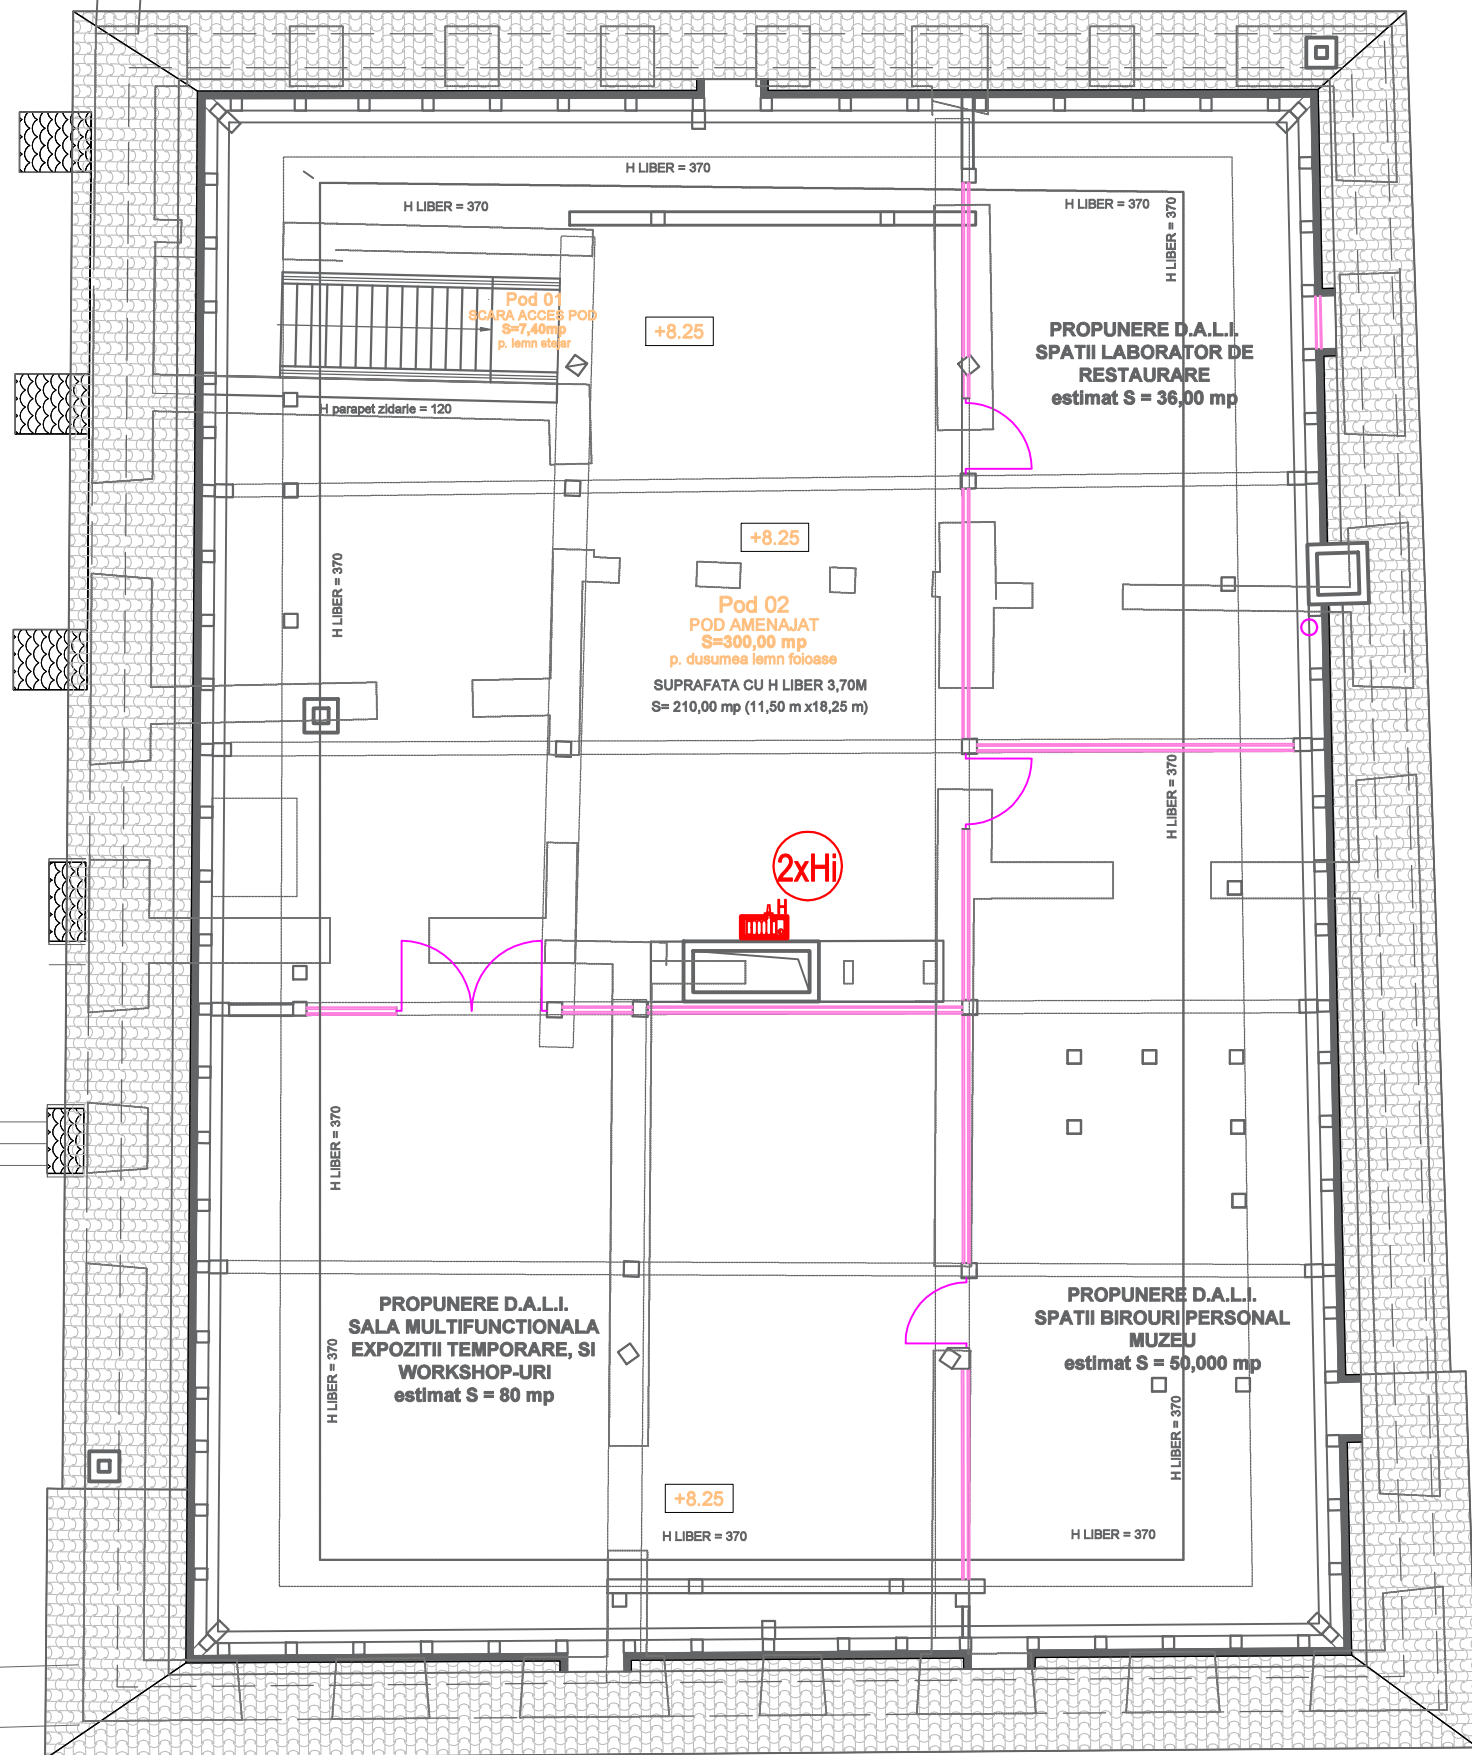 H LIBER = 370
H LIBER = 370
H LIBER = 370
H LIBER = 370
Pod 01
SCARA ACCES POD
S=7,40mp
p. lemn stejar
+8.25
PROPUNERE D.A.L.I.
SPATII LABORATOR DE
RESTAURARE
estimat S = 36,00 mp
H parapet zidarie = 120
+8.25
H LIBER = 370
Pod 02
POD AMENAJAT
S=300,00 mp
p. dusumea lemn foioase
SUPRAFATA CU H LIBER 3,70M
S= 210,00 mp (11,50 m x18,25 m)
H LIBER = 370
2xHi
H
H LIBER = 370
PROPUNERE D.A.L.I.
SALA MULTIFUNCTIONALA
EXPOZITII TEMPORARE, SI
WORKSHOP-URI
estimat S = 80 mp
H LIBER = 370
PROPUNERE D.A.L.I.
SPATII BIROURI PERSONAL
MUZEU
estimat S = 50,000 mp
H LIBER = 370
+8.25
H LIBER = 370
H LIBER = 370